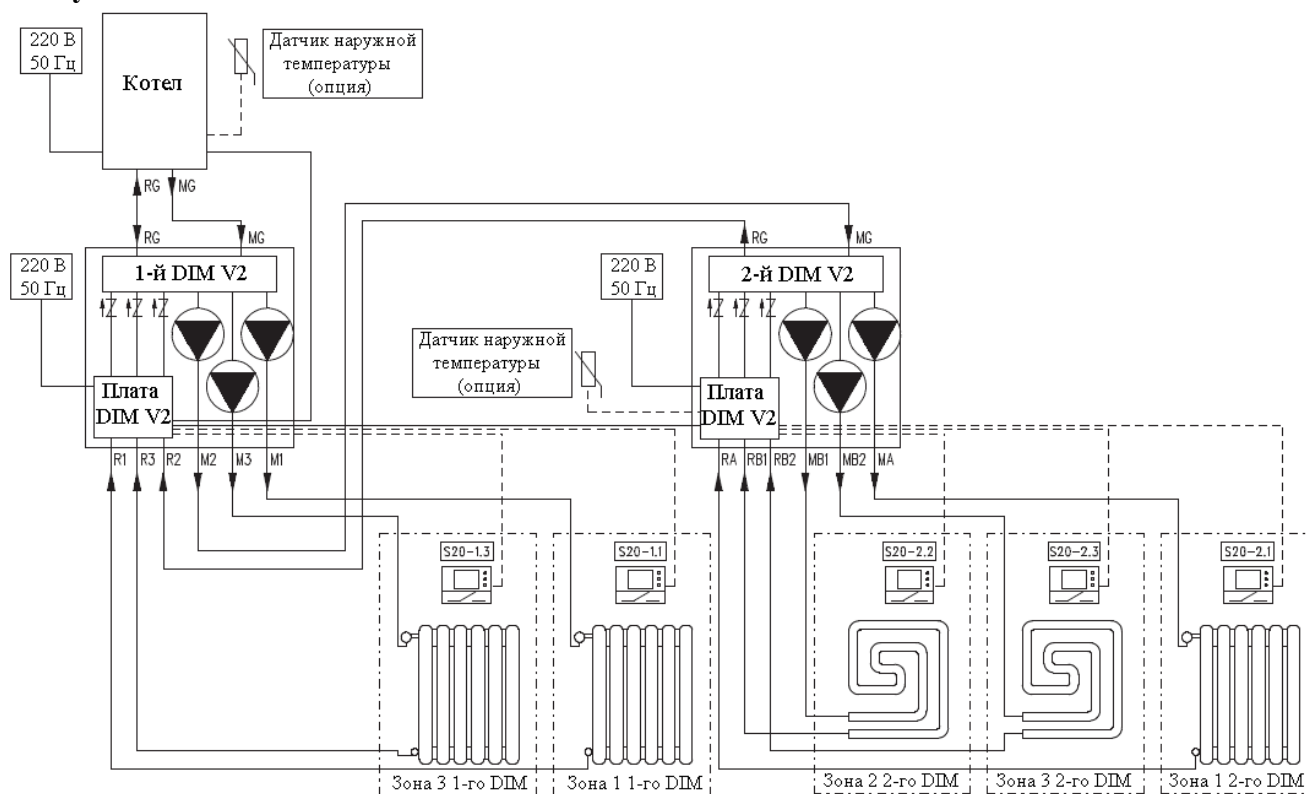 220 В
50 Гц
Котел
Датчик наружной
температуры
(опция)
RG
MG
RG
MG
RG
MG
220 В
50 Гц
1-й DIM V2
220 В
50 Гц
2-й DIM V2
Датчик наружной
температуры
(опция)
Плата
DIM V2
Плата
DIM V2
R1
R3
R2
M2
M3
M1
RA
RB1
RB2
MB1
MB2
MA
S20-1.3
S20-1.1
S20-2.2
S20-2.3
S20-2.1
Зона 3 1-го DIM
Зона 1 1-го DIM
Зона 2 2-го DIM
Зона 3 2-го DIM
Зона 1 2-го DIM